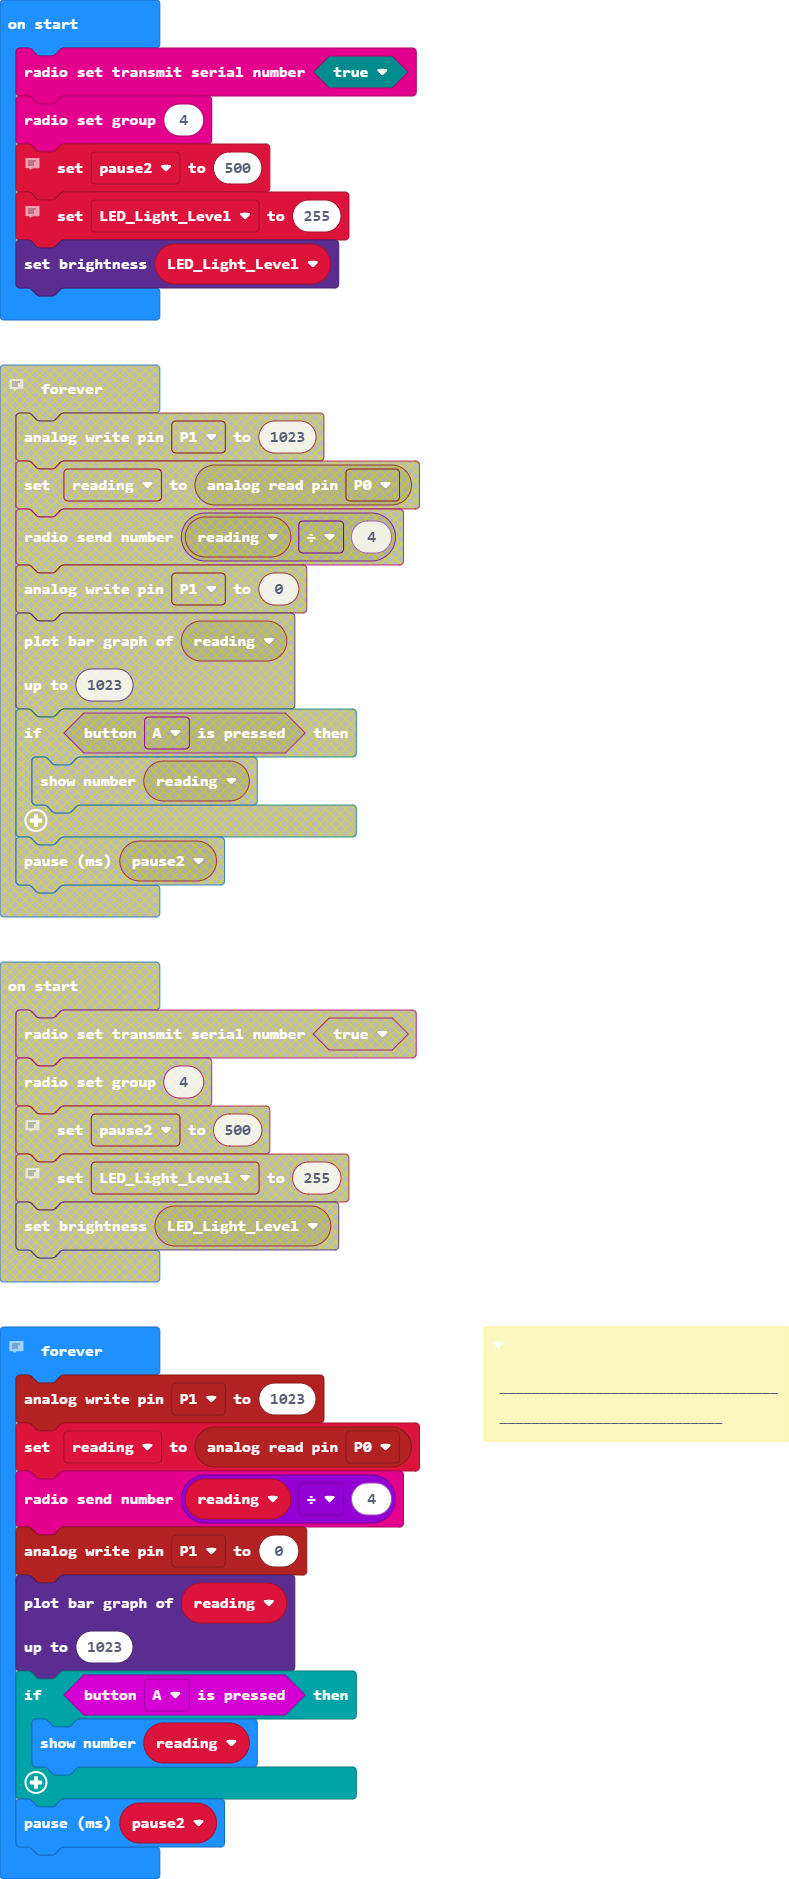 on start
radio set transmit serial number true
radio set group 4
set pause2 to 500
set LED_Light_Level to 255
set brightness LED_Light_Level
forever
analog write pin P1 to 1023
set reading to analog read pin P0
radio send number reading ÷ 4
analog write pin P1 to 0
plot bar graph of reading
up to 1023
if button A is pressed then
show number reading
pause (ms) pause2
on start
radio set transmit serial number true
radio set group 4
set pause2 to 500
set LED_Light_Level to 255
set brightness LED_Light_Level
forever
analog write pin P1 to 1023
set reading to analog read pin P0
radio send number reading ÷ 4
analog write pin P1 to 0
plot bar graph of reading
up to 1023
if button A is pressed then
show number reading
pause (ms) pause2